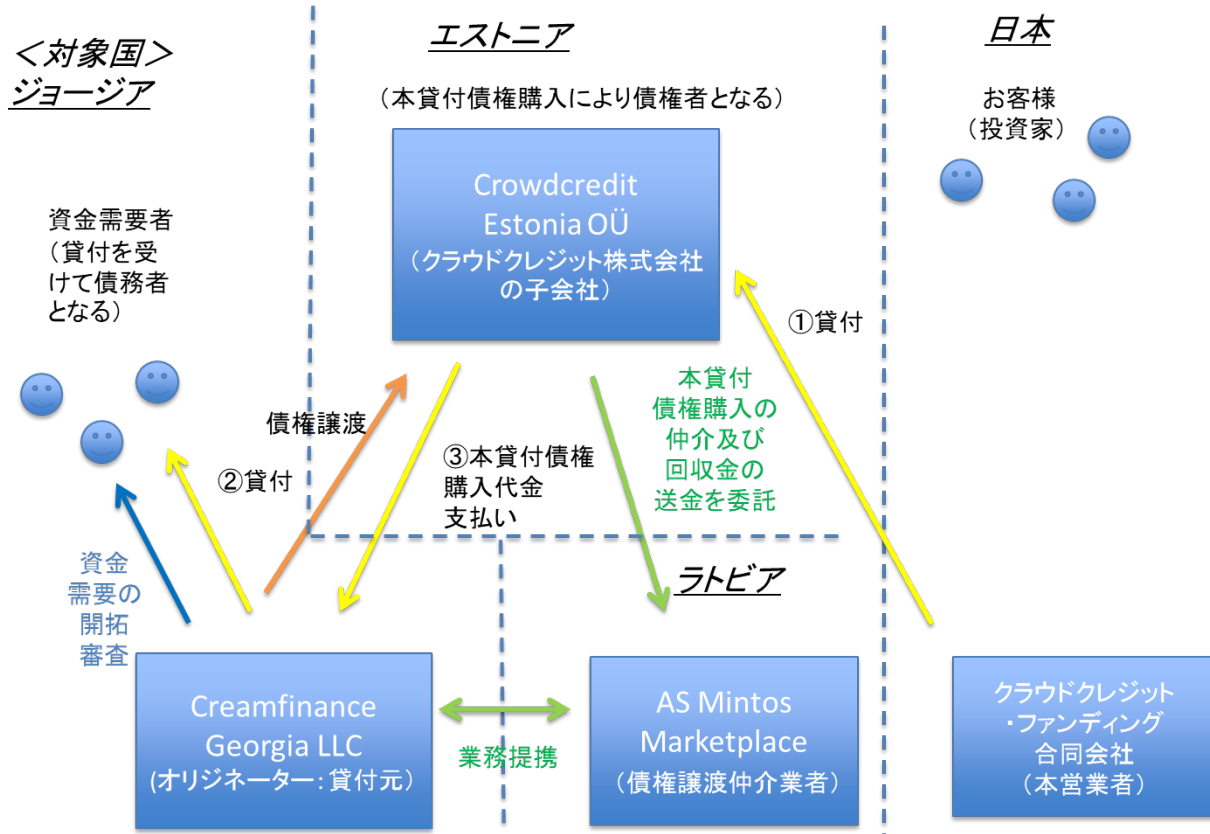 ＜対象国＞
ジョージア
エストニア
日本
（本貸付債権購入により債権者となる）
お客様
（投資家）
Crowdcredit
Estonia OÜ
（クラウドクレジット株式会社
の子会社）
資金需要者
（貸付を受
けて債務者
となる）
①貸付
債権譲渡
②貸付
③本貸付債権
購入代金
支払い
本貸付
債権購入の
仲介及び
回収金の
送金を委託
資金
需要の
開拓
審査
ラトビア
Creamfinance
Georgia LLC
(オリジネーター：貸付元）
業務提携
AS Mintos
Marketplace
（債権譲渡仲介業者）
クラウドクレジット
・ファンディング
合同会社
（本営業者）